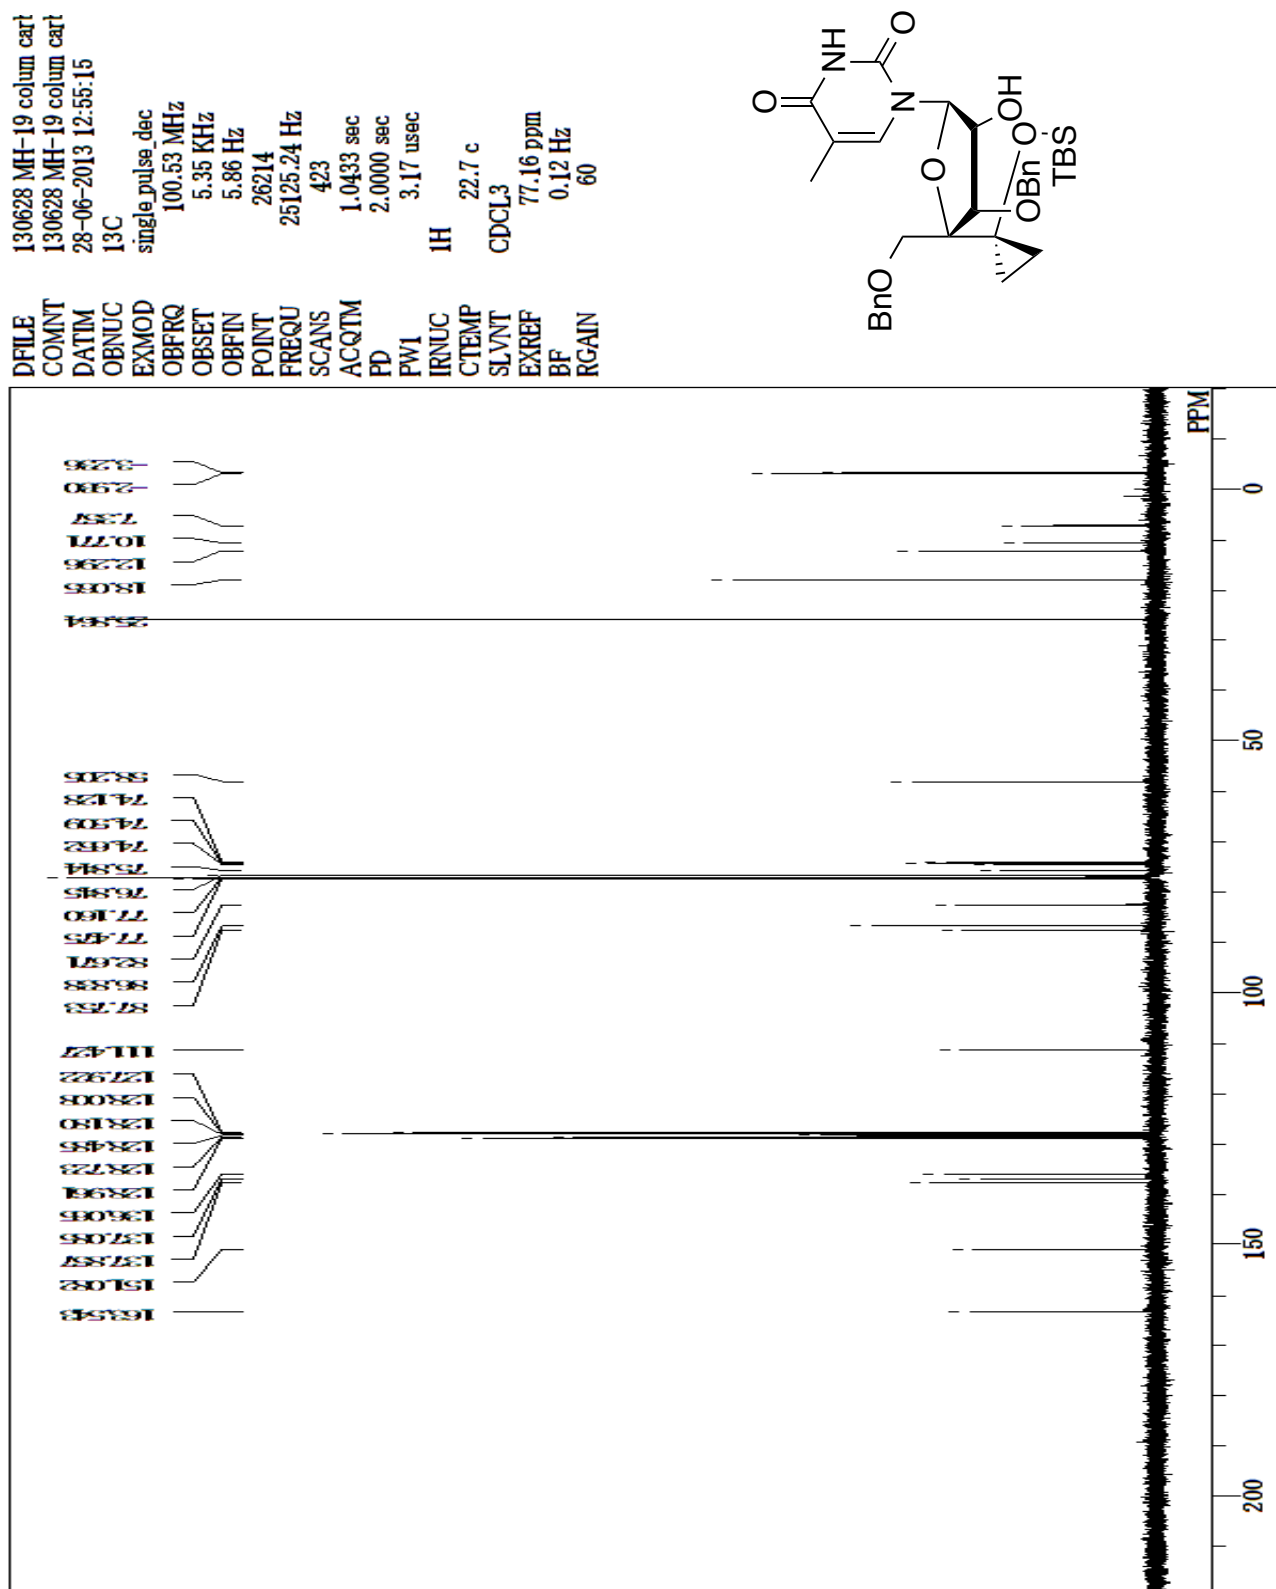 DFILE 130628 MH-19 colum cart
COMNT 130628 MH-19 colum cart
DATIM 28-06-2013 12:55:15
OBNUC 13C
EXMOD single_pulse_dec
OBFRQ 100.53 MHz
OBSET 5.35 KHz
OBFIN 5.86 Hz
POINT 26214
FREQU 25125.24 Hz
SCANS 423
ACQTM 1.0433 sec
PD 2.0000 sec
PW1 3.17 usec
IRNUC 1H
CTEMP 22.7 c
SLVNT CDCL3
EXREF 77.16 ppm
BF 0.12 Hz
RGAIN 60
O
NH
O
N
O
OH
O
TBS
OBn
BnO
-3.236
-2.980
7.357
10.771
12.296
18.065
25.864
58.205
74.128
74.509
74.662
75.844
76.845
77.160
77.475
82.671
86.838
87.753
111.427
127.922
128.008
128.180
128.485
128.723
128.961
136.065
137.085
137.857
151.082
163.543
PPM
0
50
100
150
200